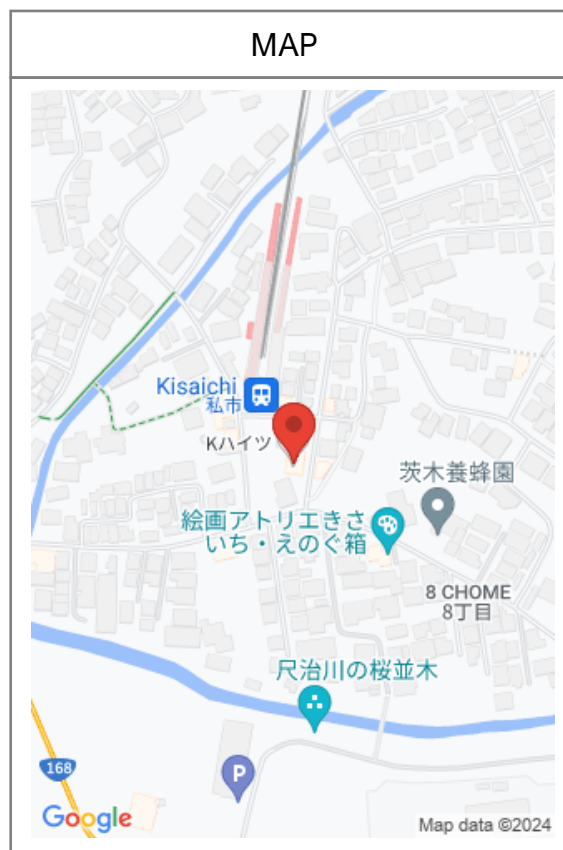 MAP
Kisaichi
私市
Kハイツ
茨木養蜂園
絵画アトリエきさ
いち・えのぐ箱
8 CHOME
8丁目
尺治川の桜並木
P
168
Google
Map data ©2024